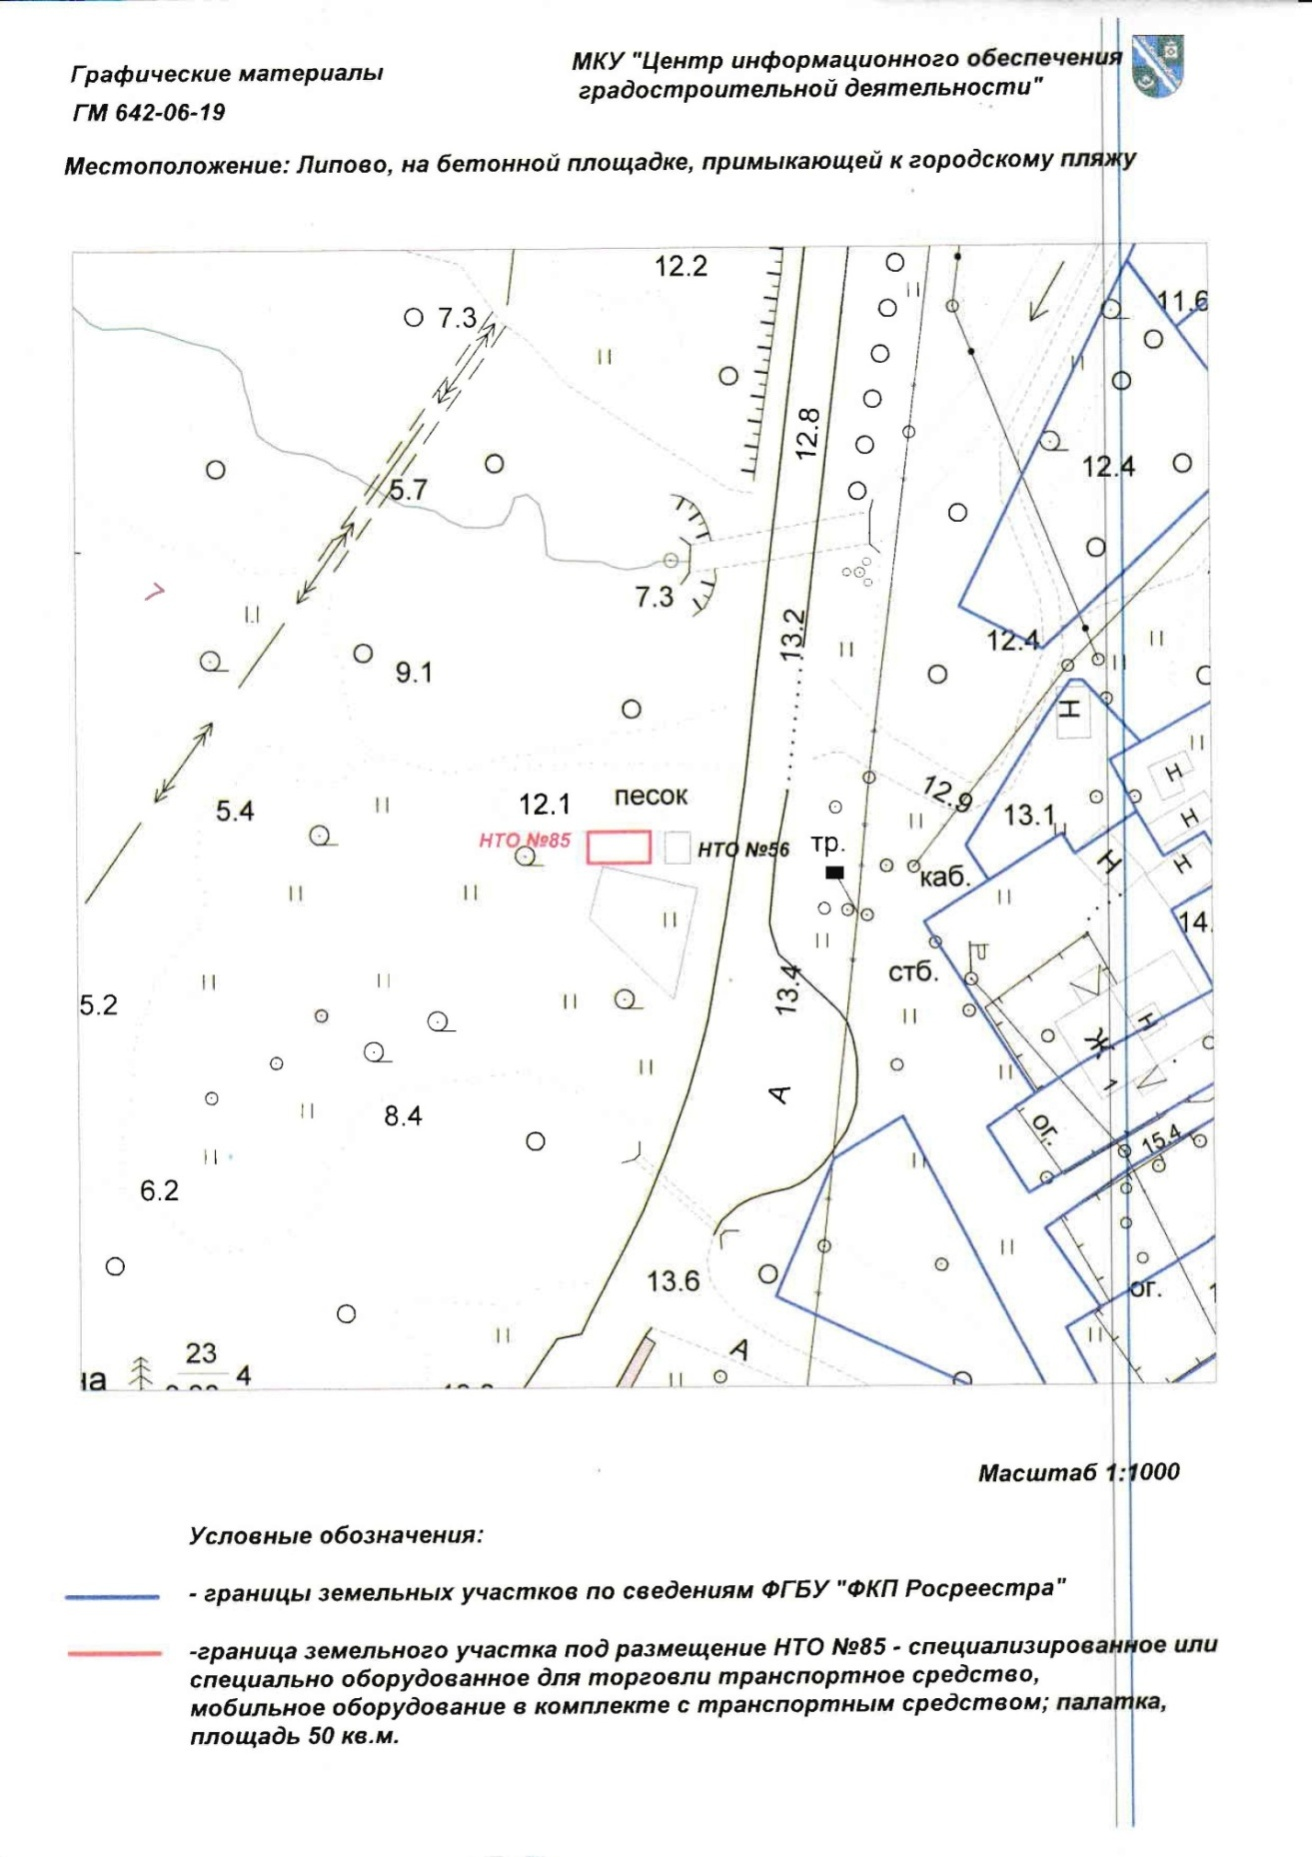 Графические материалы
ГМ 642-06-19
МКУ "Центр информационного обеспечения
градостроительной деятельности"
Местоположение: Липово, на бетонной площадке, примыкающей к городскому пляжу
12.2
7.3
11.6
12.8
12.4
5.7
7.3
13.2
12.4
9.1
Н
12.9
5.4
12.1
песок
13.1
Н
Н
НТО №85
НТО №56
тр.
каб.
Н
Н
14.
стб.
13.4
5.2
Ж
Н
1
А
8.4
ог.
15.4
6.2
13.6
ог.
1
А
23
4
на
Масштаб 1:1000
Условные обозначения:
- границы земельных участков по сведениям ФГБУ "ФКП Росреестра"
-граница земельного участка под размещение НТО №85 - специализированное или
специально оборудованное для торговли транспортное средство,
мобильное оборудование в комплекте с транспортным средством; палатка,
площадь 50 кв.м.